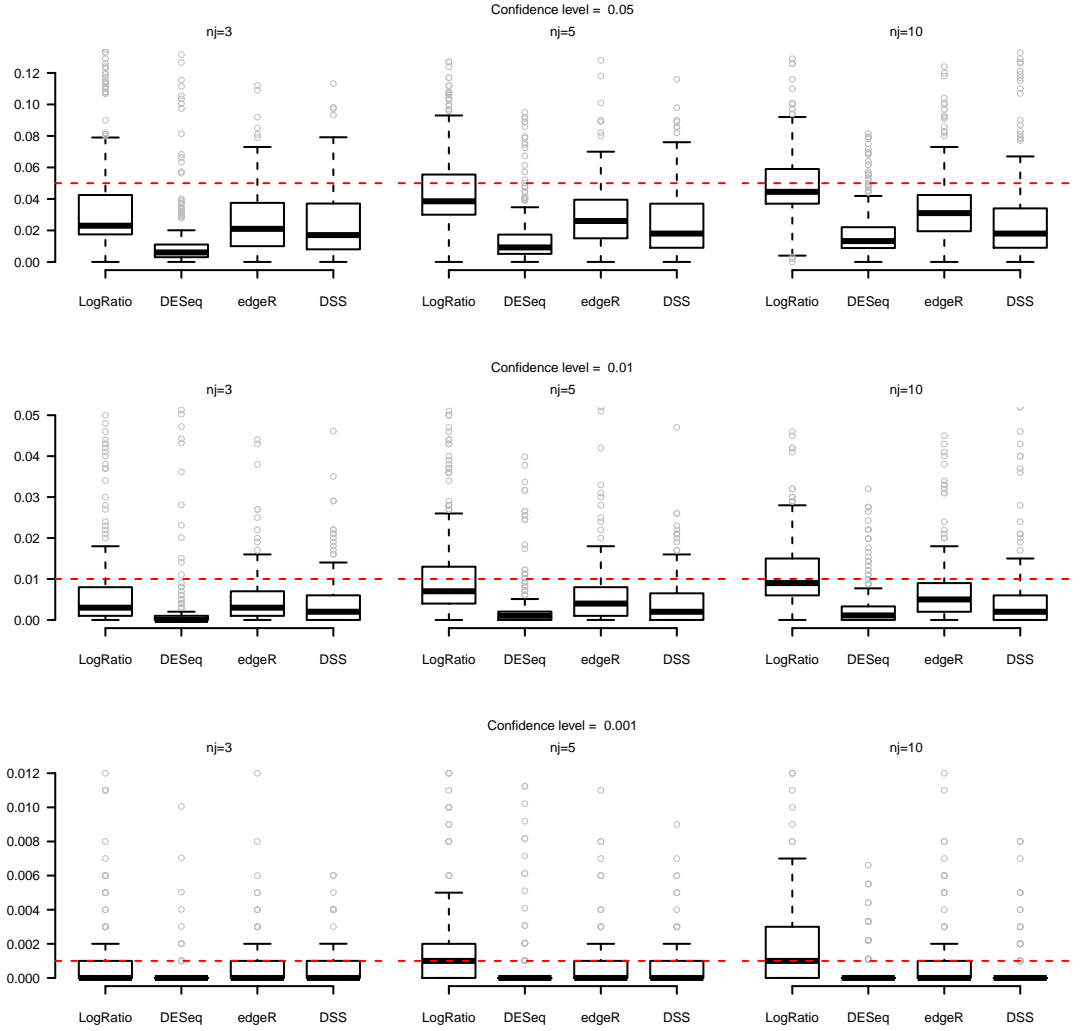 Confidence level = 0.05
nj=3 nj=5 nj=10
0.12
0.10
0.08
0.06
0.04
0.02
0.00
LogRatio DESeq edgeR DSS LogRatio DESeq edgeR DSS LogRatio DESeq edgeR DSS
Confidence level = 0.01
nj=3 nj=5 nj=10
0.05
0.04
0.03
0.02
0.01
0.00
LogRatio DESeq edgeR DSS LogRatio DESeq edgeR DSS LogRatio DESeq edgeR DSS
Confidence level = 0.001
nj=3 nj=5 nj=10
0.012
0.010
0.008
0.006
0.004
0.002
0.000
LogRatio DESeq edgeR DSS LogRatio DESeq edgeR DSS LogRatio DESeq edgeR DSS